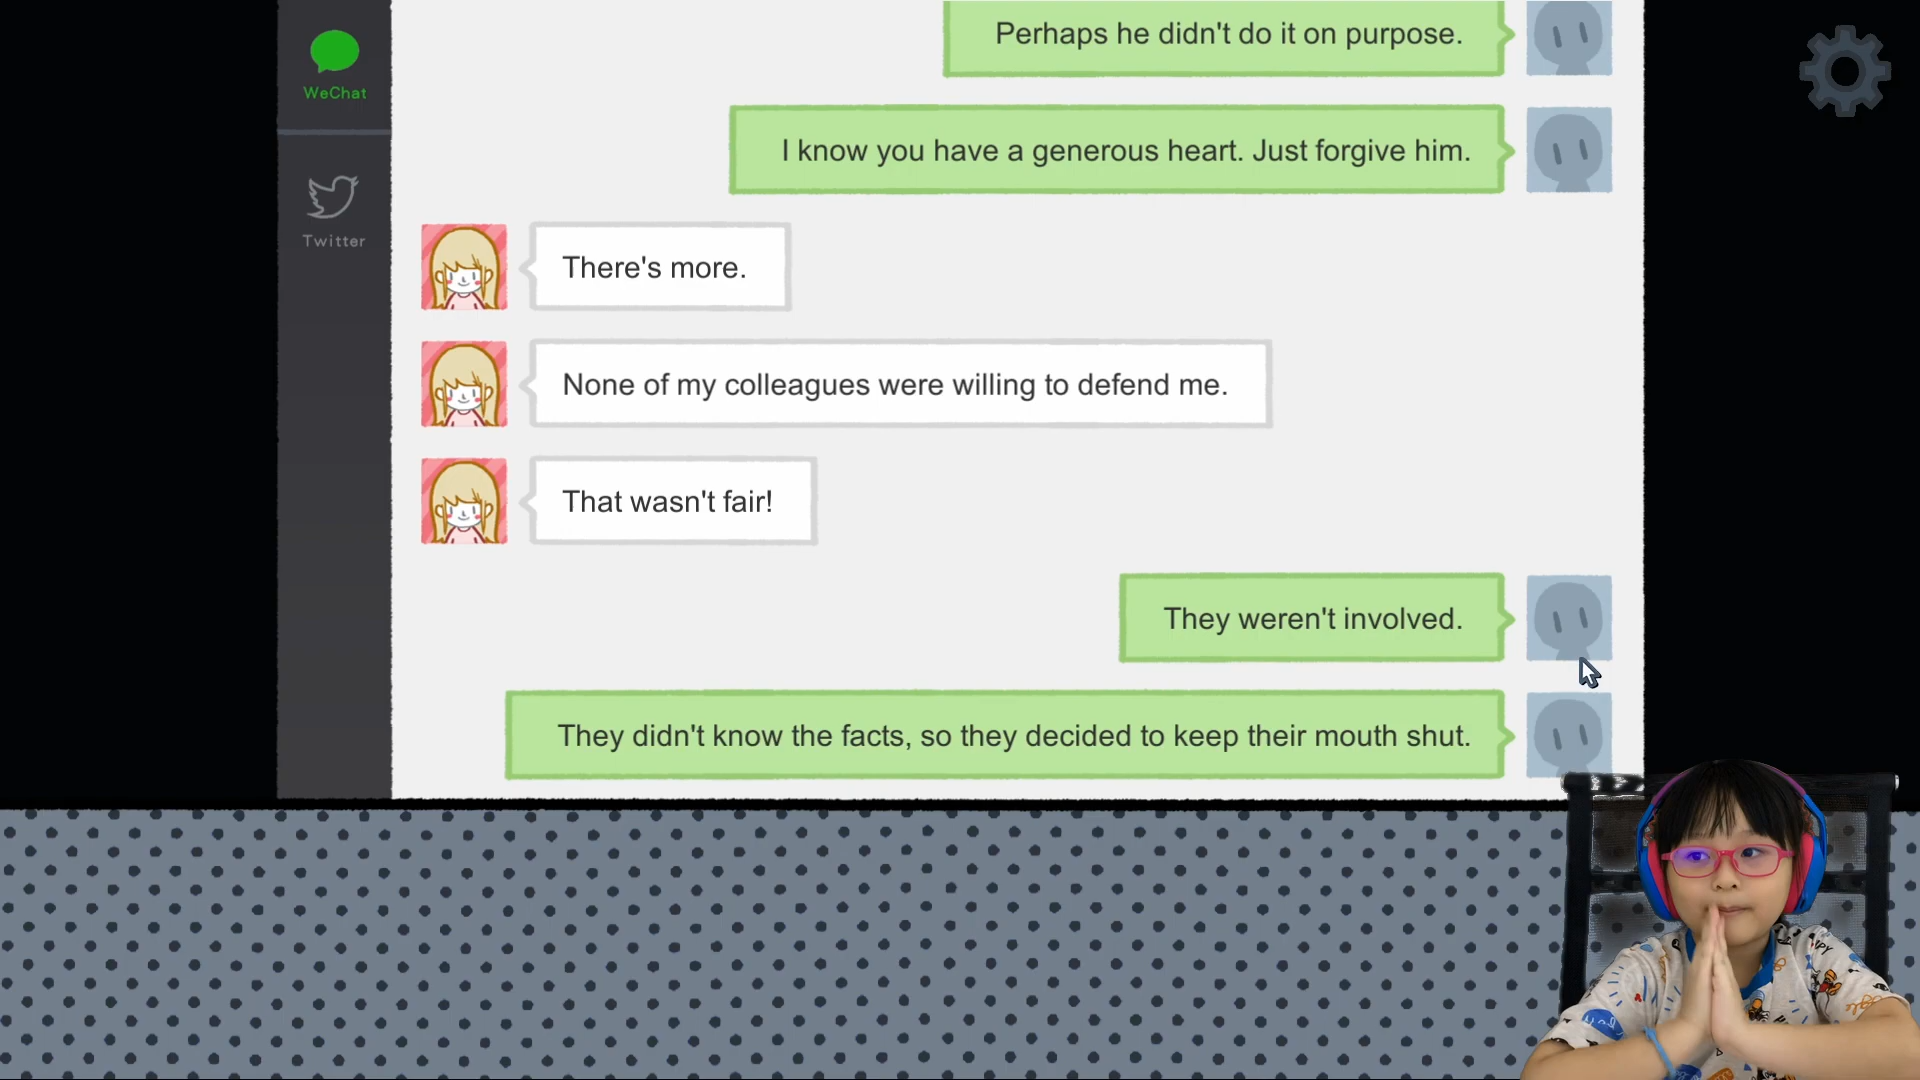 Perhaps he didn't do it on purpose.
WeChat
I know you have a generous heart. Just forgive him.
Twitter
There's more.
None of my colleagues were willing to defend me.
That wasn't fair!
They weren't involved.
They didn't know the facts, so they decided to keep their mouth shut.